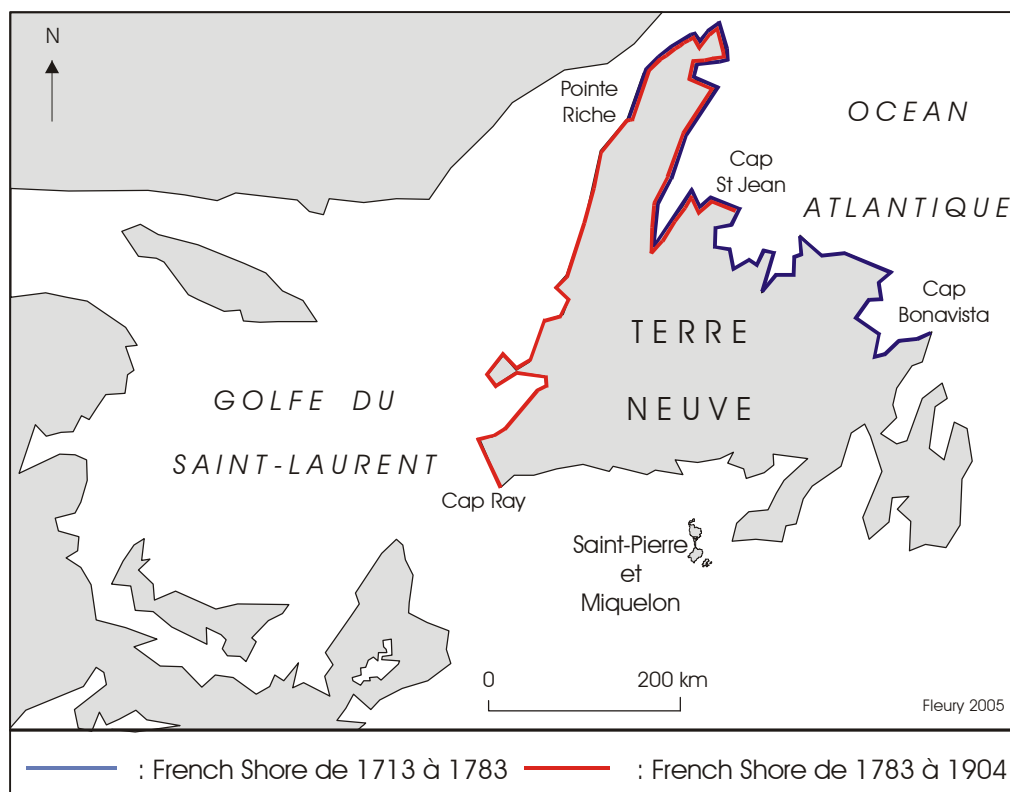 N
Pointe
Riche
OCEAN
Cap
St Jean
ATLANTIQUE
Cap
Bonavista
TERRE
NEUVE
GOLFE DU
SAINT-LAURENT
Cap Ray
Saint-Pierre
et
Miquelon
0 200 km
Fleury 2005
: French Shore de 1713 à 1783 : French Shore de 1783 à 1904